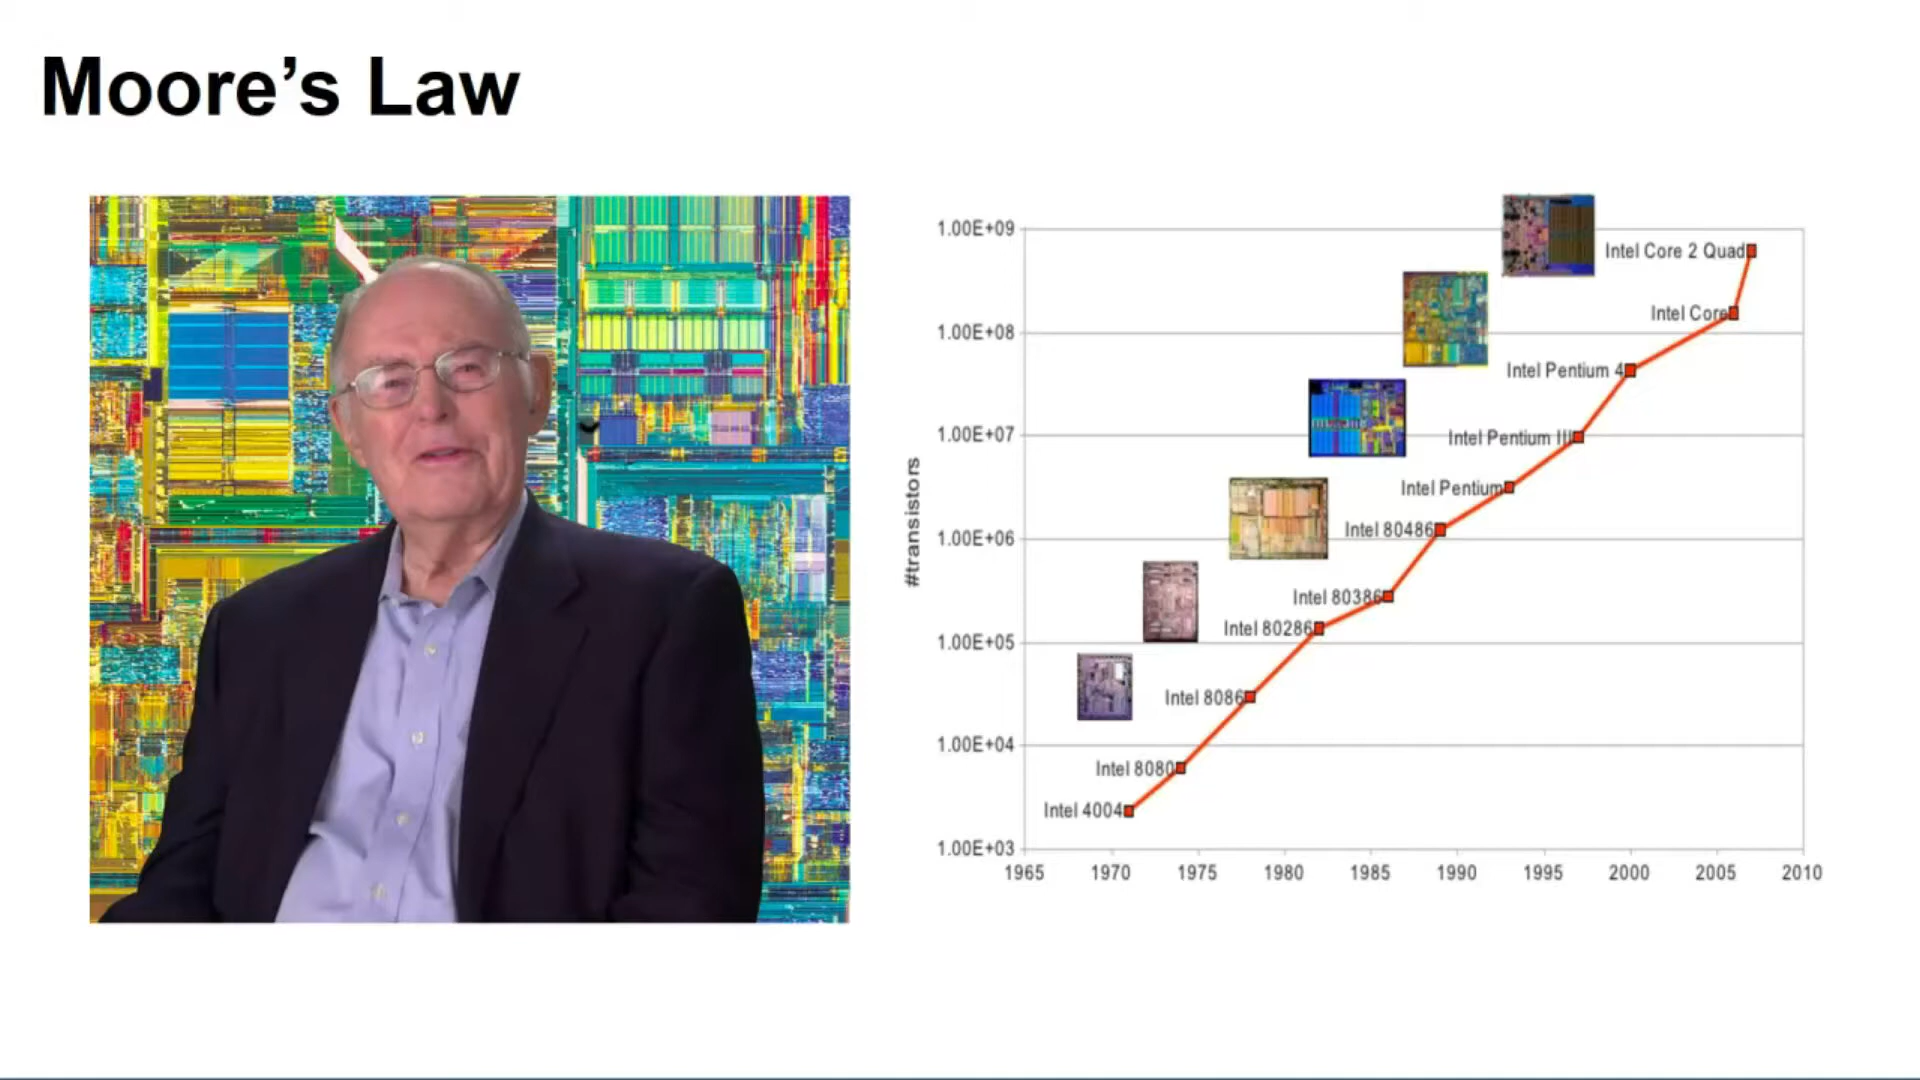 Moore's Law
1.00E+09
1.00E+08
1.00E+07
1.00E+06
1.00E+05
1.00E+04
1.00E+03
#transistors
Intel Core 2 Quad
Intel Core
Intel Pentium 4
Intel Pentium III
Intel Pentium
Intel 80486
Intel 80386
Intel 80286
Intel 8086
Intel 8080
Intel 4004
1965 1970 1975 1980 1985 1990 1995 2000 2005 2010